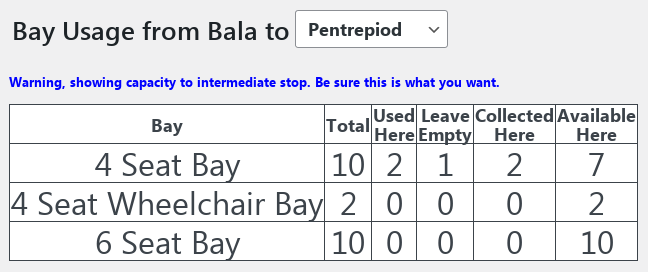 Bay Usage from Bala to Pentrepiod
Warning, showing capacity to intermediate stop. Be sure this is what you want.
Bay Total Used Here Leave Empty Collected Here Available Here
4 Seat Bay 10 2 1 2 7
4 Seat Wheelchair Bay 2 0 0 0 2
6 Seat Bay 10 0 0 0 10